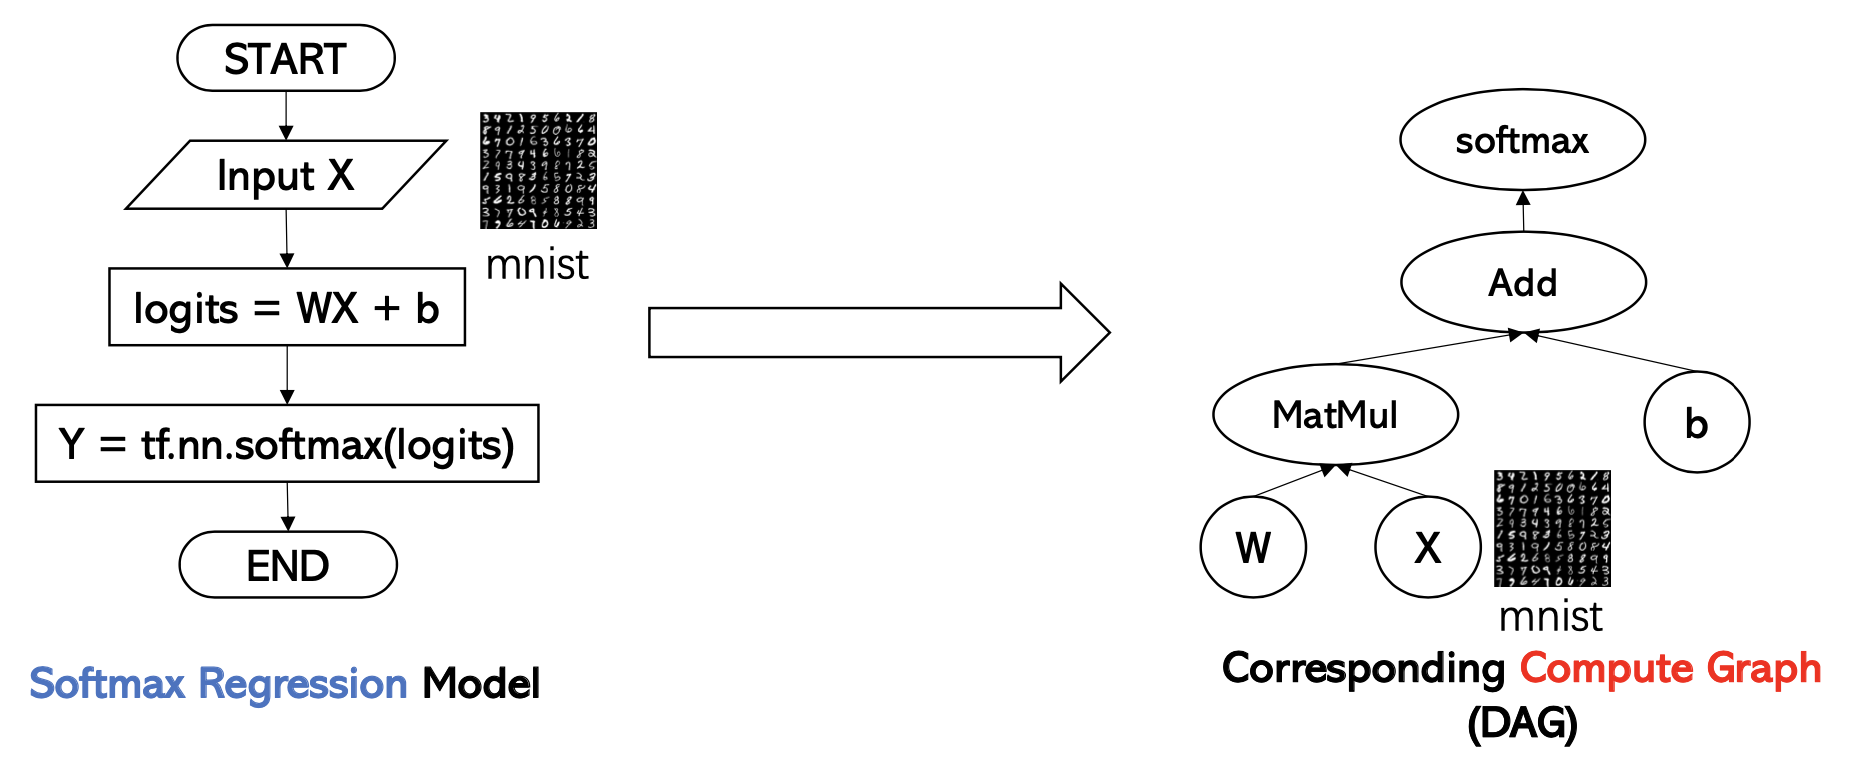 START
Input X
mnist
logits = WX + b
Y = tf.nn.softmax(logits)
END
Softmax Regression Model
softmax
Add
MatMul
b
W
X
mnist
Corresponding Compute Graph
(DAG)